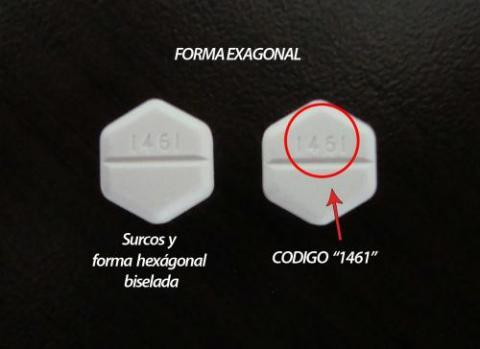 FORMA EXAGONAL
1461
1461
Surcos y
forma hexágonal
biselada
CODIGO "1461"